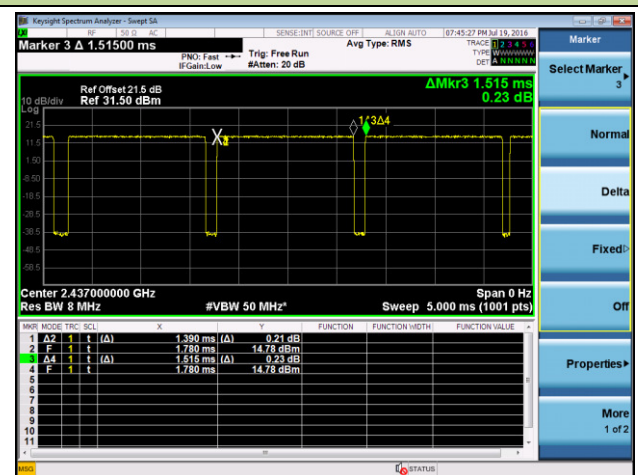 Keysight Spectrum Analyzer - Swept SA
RF 50 Ω AC SENSE:INT SOURCE OFF ALIGN AUTO 07:45:27 PM Jul 19, 2016
Marker 3 Δ 1.51500 ms
PNO: Fast
IFGain:Low
Trig: Free Run
#Atten: 20 dB
Avg Type: RMS
TRACE 1 2 3 4 5 6
TYPE WWWWWW
DET A N N N N N
Ref Offset 21.5 dB
Ref 31.50 dBm
10 dB/div
Log
ΔMkr3 1.515 ms
0.23 dB
21.5
11.5
1.50
-8.50
-18.5
-28.5
-38.5
-48.5
-58.5
X
3Δ4
Center 2.437000000 GHz
Span 0 Hz
Res BW 8 MHz
#VBW 50 MHz*
Sweep 5.000 ms (1001 pts)
MKR MODE TRC SCL X Y FUNCTION FUNCTION WIDTH FUNCTION VALUE
1 Δ2 1 t (Δ) 1.390 ms (Δ) 0.21 dB
2 F 1 t 1.780 ms 14.78 dBm
3 Δ4 1 t (Δ) 1.515 ms (Δ) 0.23 dB
4 F 1 t 1.780 ms 14.78 dBm
5
6
7
8
9
10
11
MSG
STATUS
Marker
Select Marker
3
Normal
Delta
Fixed
Off
Properties
More
1 of 2